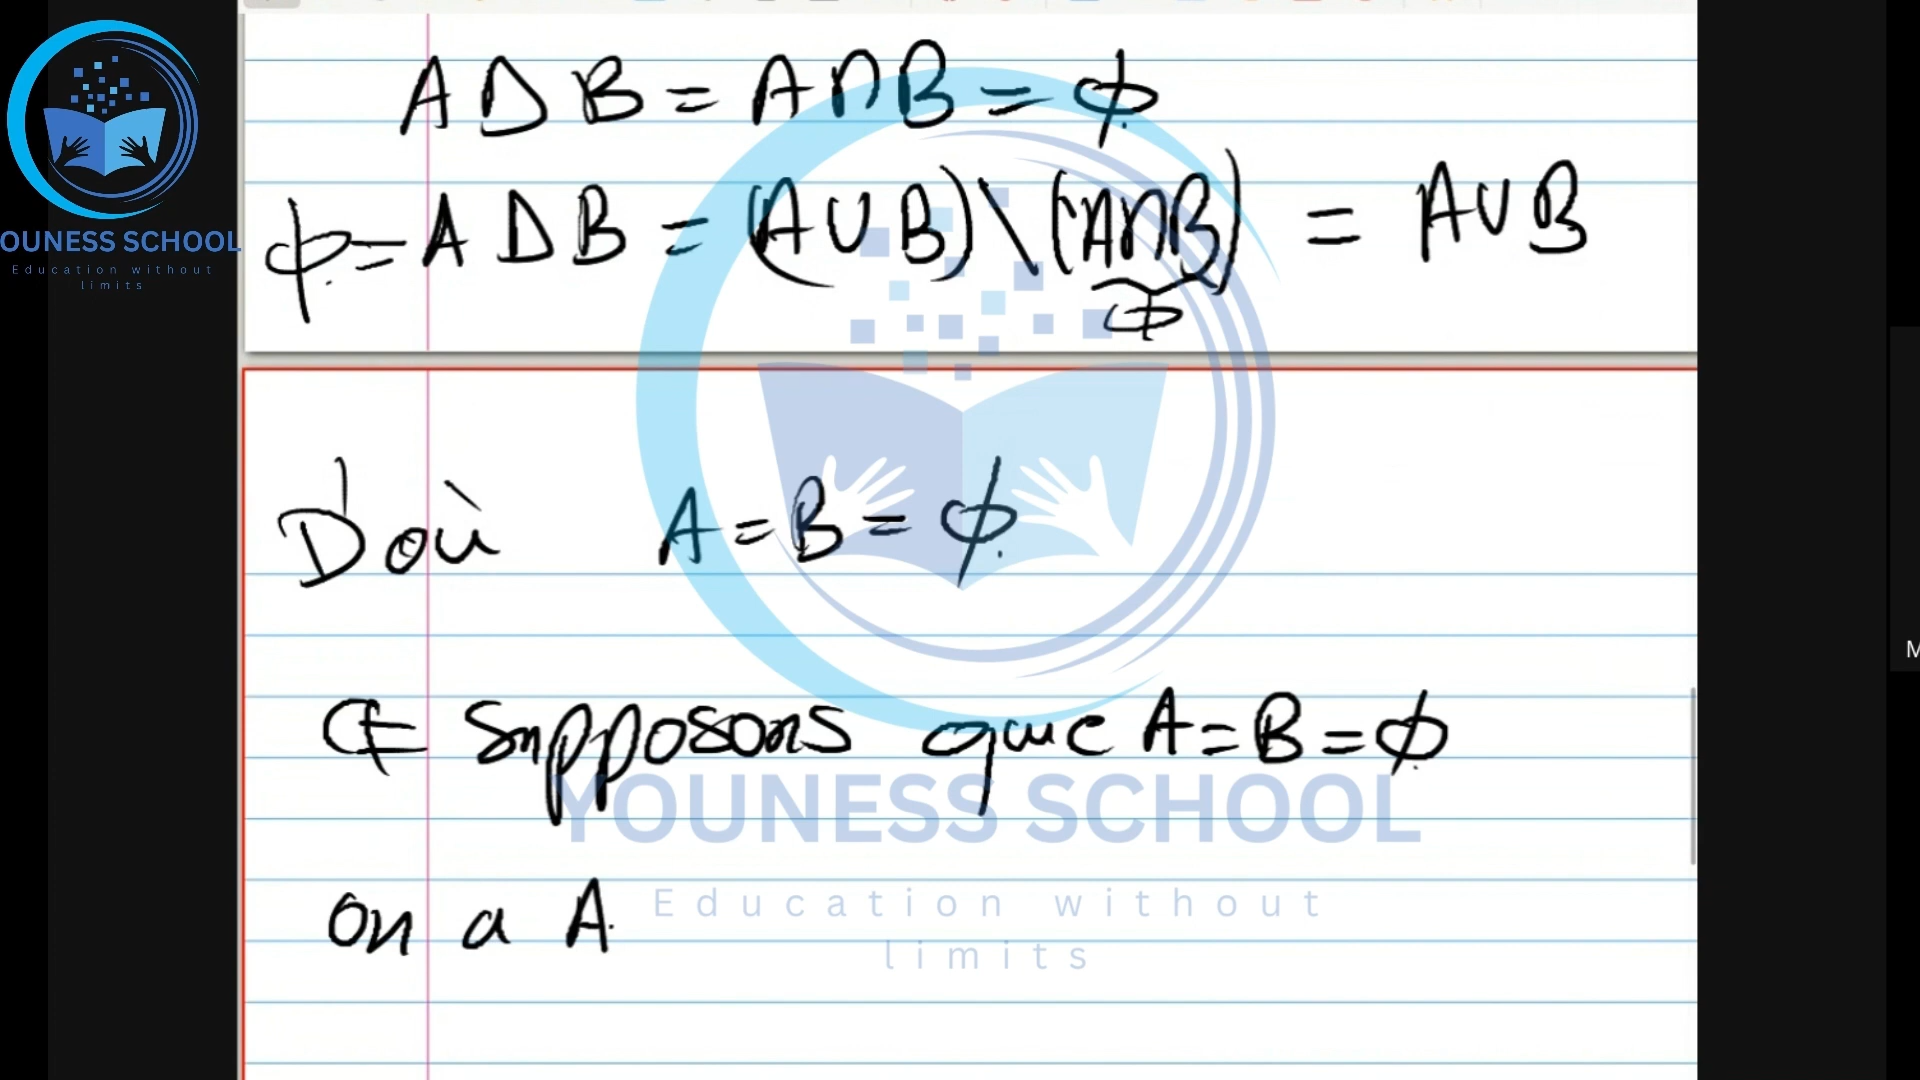 A Δ B = A ∩ B = ∅
∅ = A Δ B = (A ∪ B) \ (A ∩ B) = A ∪ B
∅
OUNESS SCHOOL
Education without
limits
D'où A = B = ∅
⇐ Supposons que A = B = ∅
YOUNESS SCHOOL
on a A
Education without
limits
M